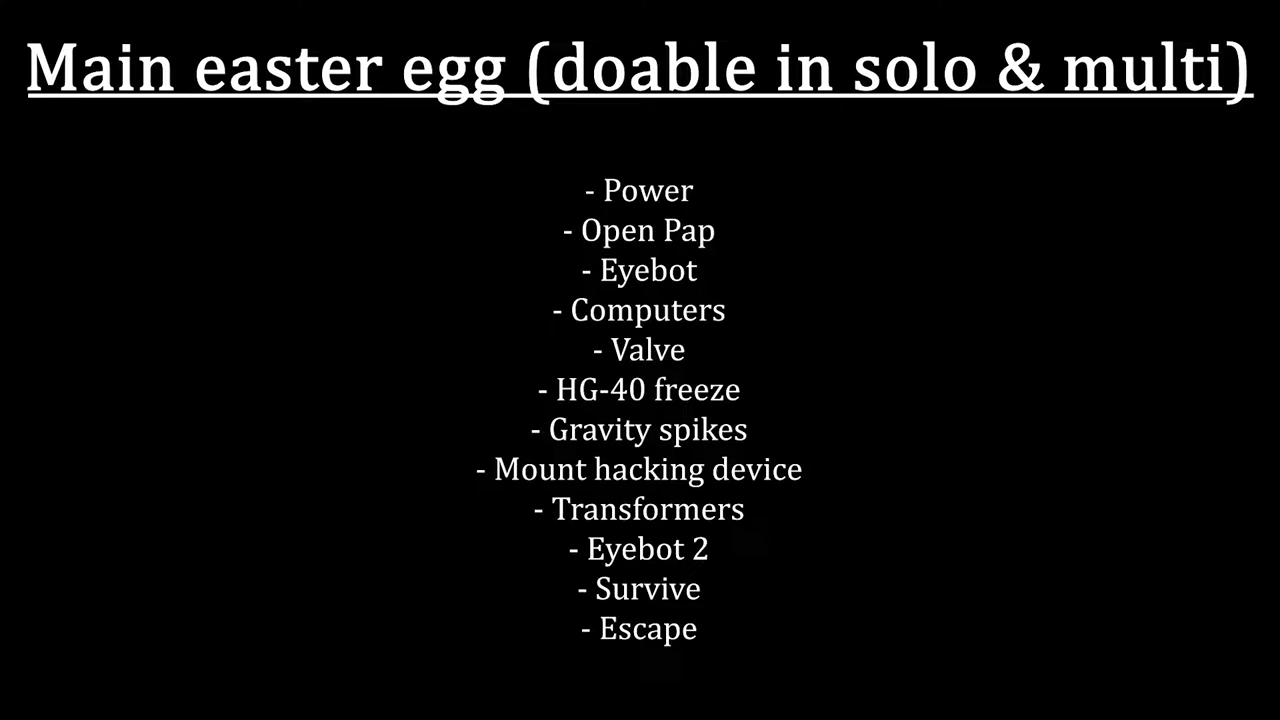 Main easter egg (doable in solo & multi)
- Power
- Open Pap
- Eyebot
- Computers
- Valve
- HG-40 freeze
- Gravity spikes
- Mount hacking device
- Transformers
- Eyebot 2
- Survive
- Escape